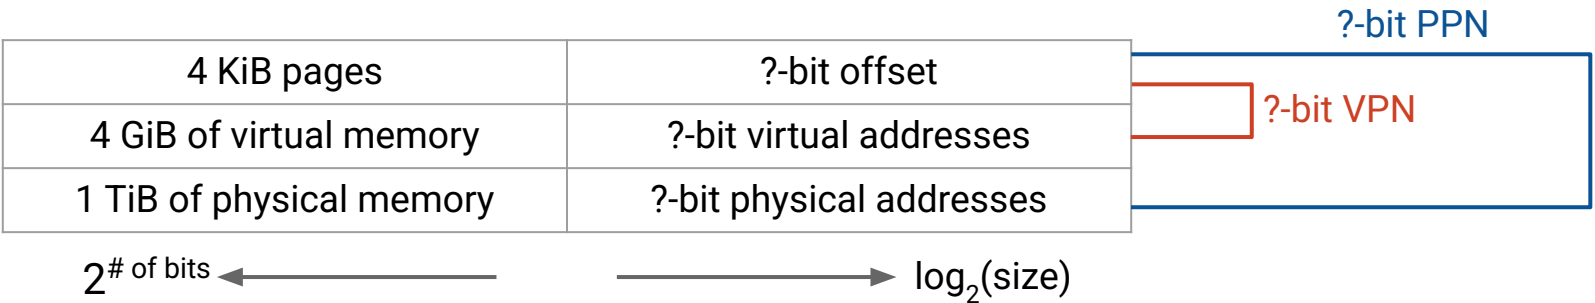 ?-bit PPN
4 KiB pages ?-bit offset
?-bit VPN
4 GiB of virtual memory ?-bit virtual addresses
1 TiB of physical memory ?-bit physical addresses
2^# of bits log₂(size)